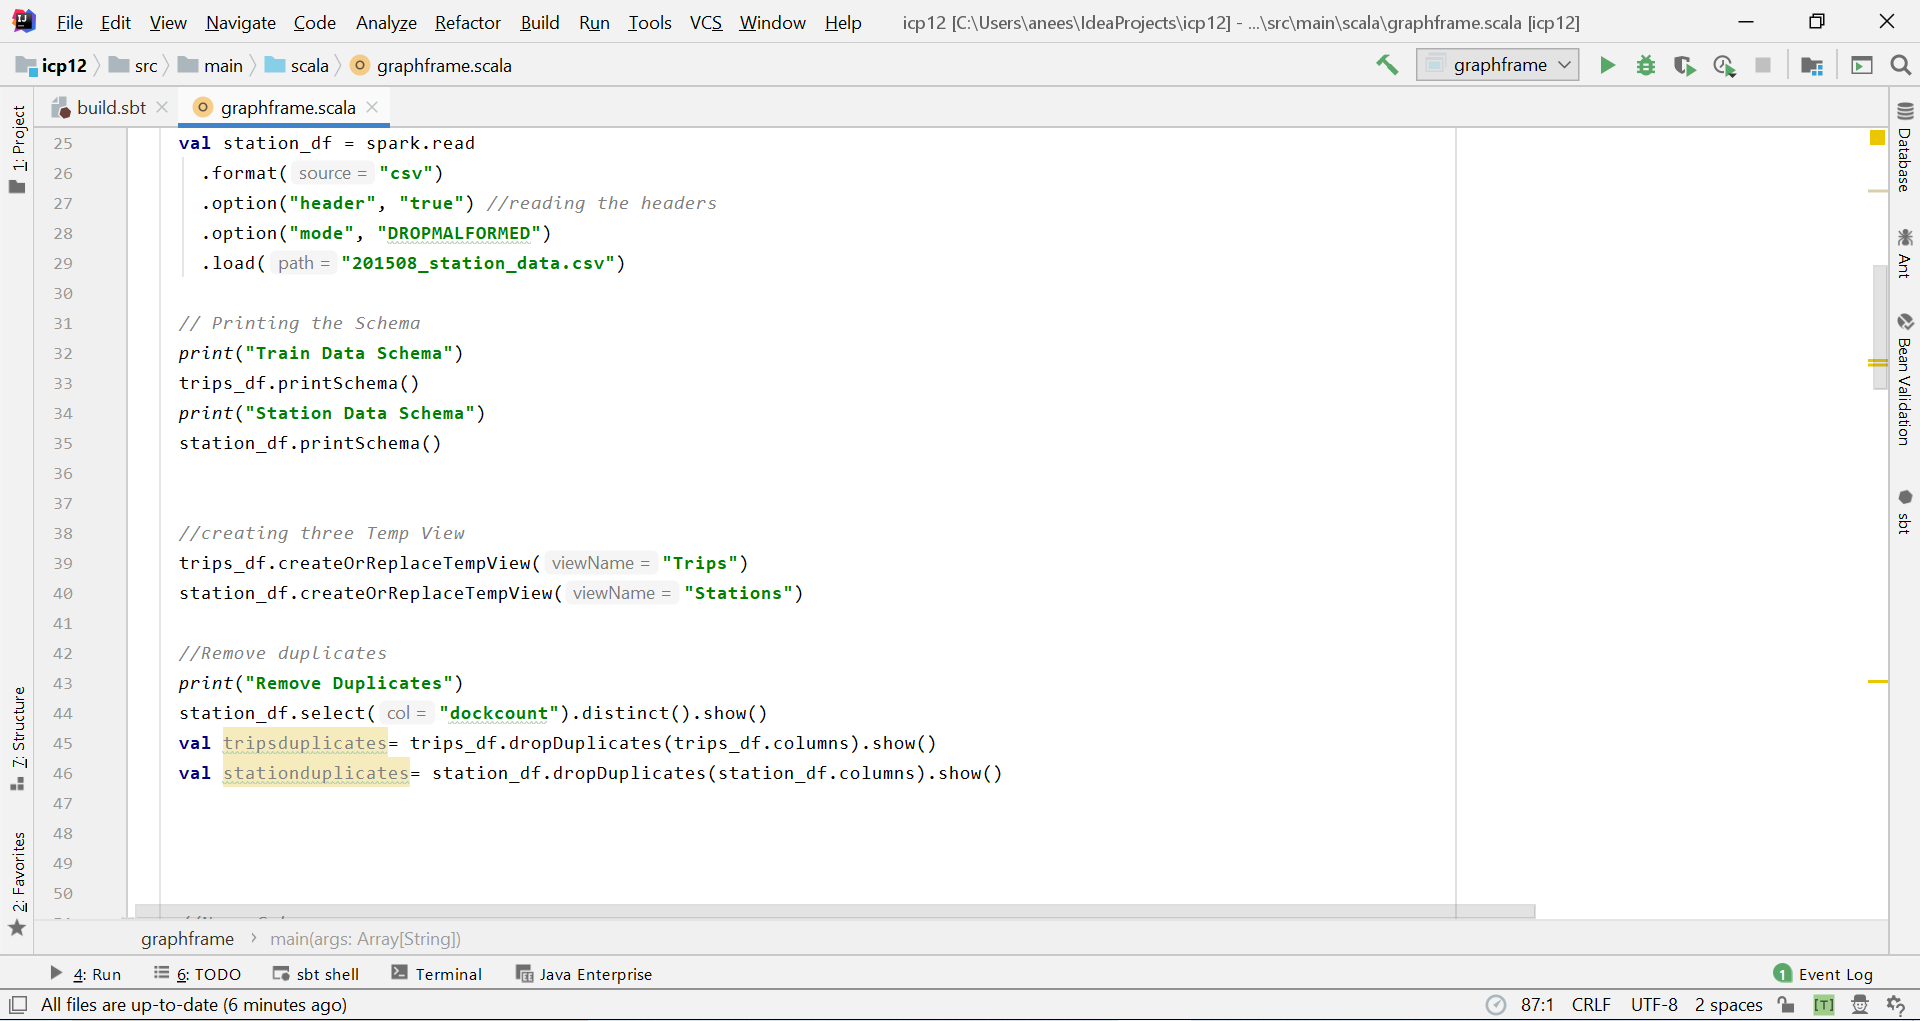 File Edit View Navigate Code Analyze Refactor Build Run Tools VCS Window Help icp12 [C:\Users\anees\IdeaProjects\icp12] - ...\src\main\scala\graphframe.scala [icp12]
icp12 src main scala graphframe.scala graphframe
build.sbt graphframe.scala
1: Project
7: Structure
2: Favorites
25 val station_df = spark.read
26 .format( source = "csv")
27 .option("header", "true") //reading the headers
28 .option("mode", "DROPMALFORMED")
29 .load( path = "201508_station_data.csv")
30
31 // Printing the Schema
32 print("Train Data Schema")
33 trips_df.printSchema()
34 print("Station Data Schema")
35 station_df.printSchema()
36
37
38 //creating three Temp View
39 trips_df.createOrReplaceTempView( viewName = "Trips")
40 station_df.createOrReplaceTempView( viewName = "Stations")
41
42 //Remove duplicates
43 print("Remove Duplicates")
44 station_df.select( col = "dockcount").distinct().show()
45 val tripsduplicates= trips_df.dropDuplicates(trips_df.columns).show()
46 val stationduplicates= station_df.dropDuplicates(station_df.columns).show()
47
48
49
50
Database
Ant
Bean Validation
sbt
graphframe › main(args: Array[String])
4: Run 6: TODO sbt shell Terminal Java Enterprise 1 Event Log
All files are up-to-date (6 minutes ago) 87:1 CRLF UTF-8 2 spaces [T]